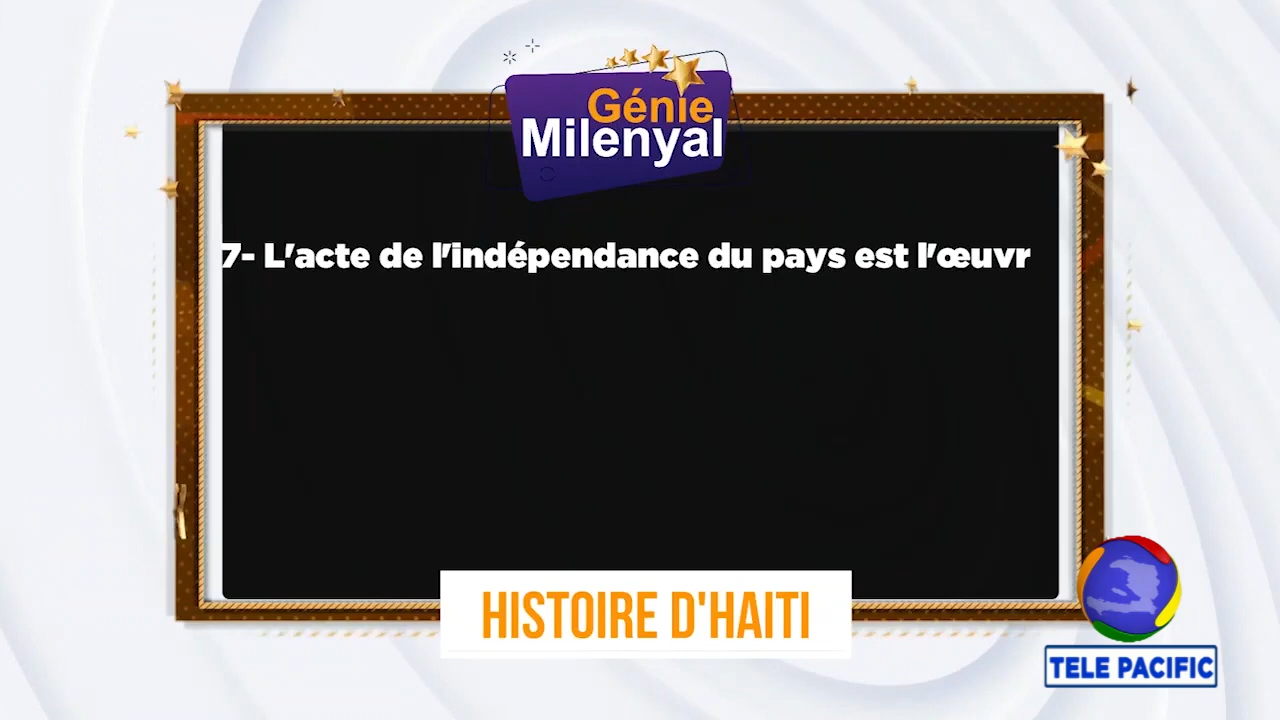 Génie
Milenyal
7- L'acte de l'indépendance du pays est l'œuvr
HISTOIRE D'HAITI
TELE PACIFIC